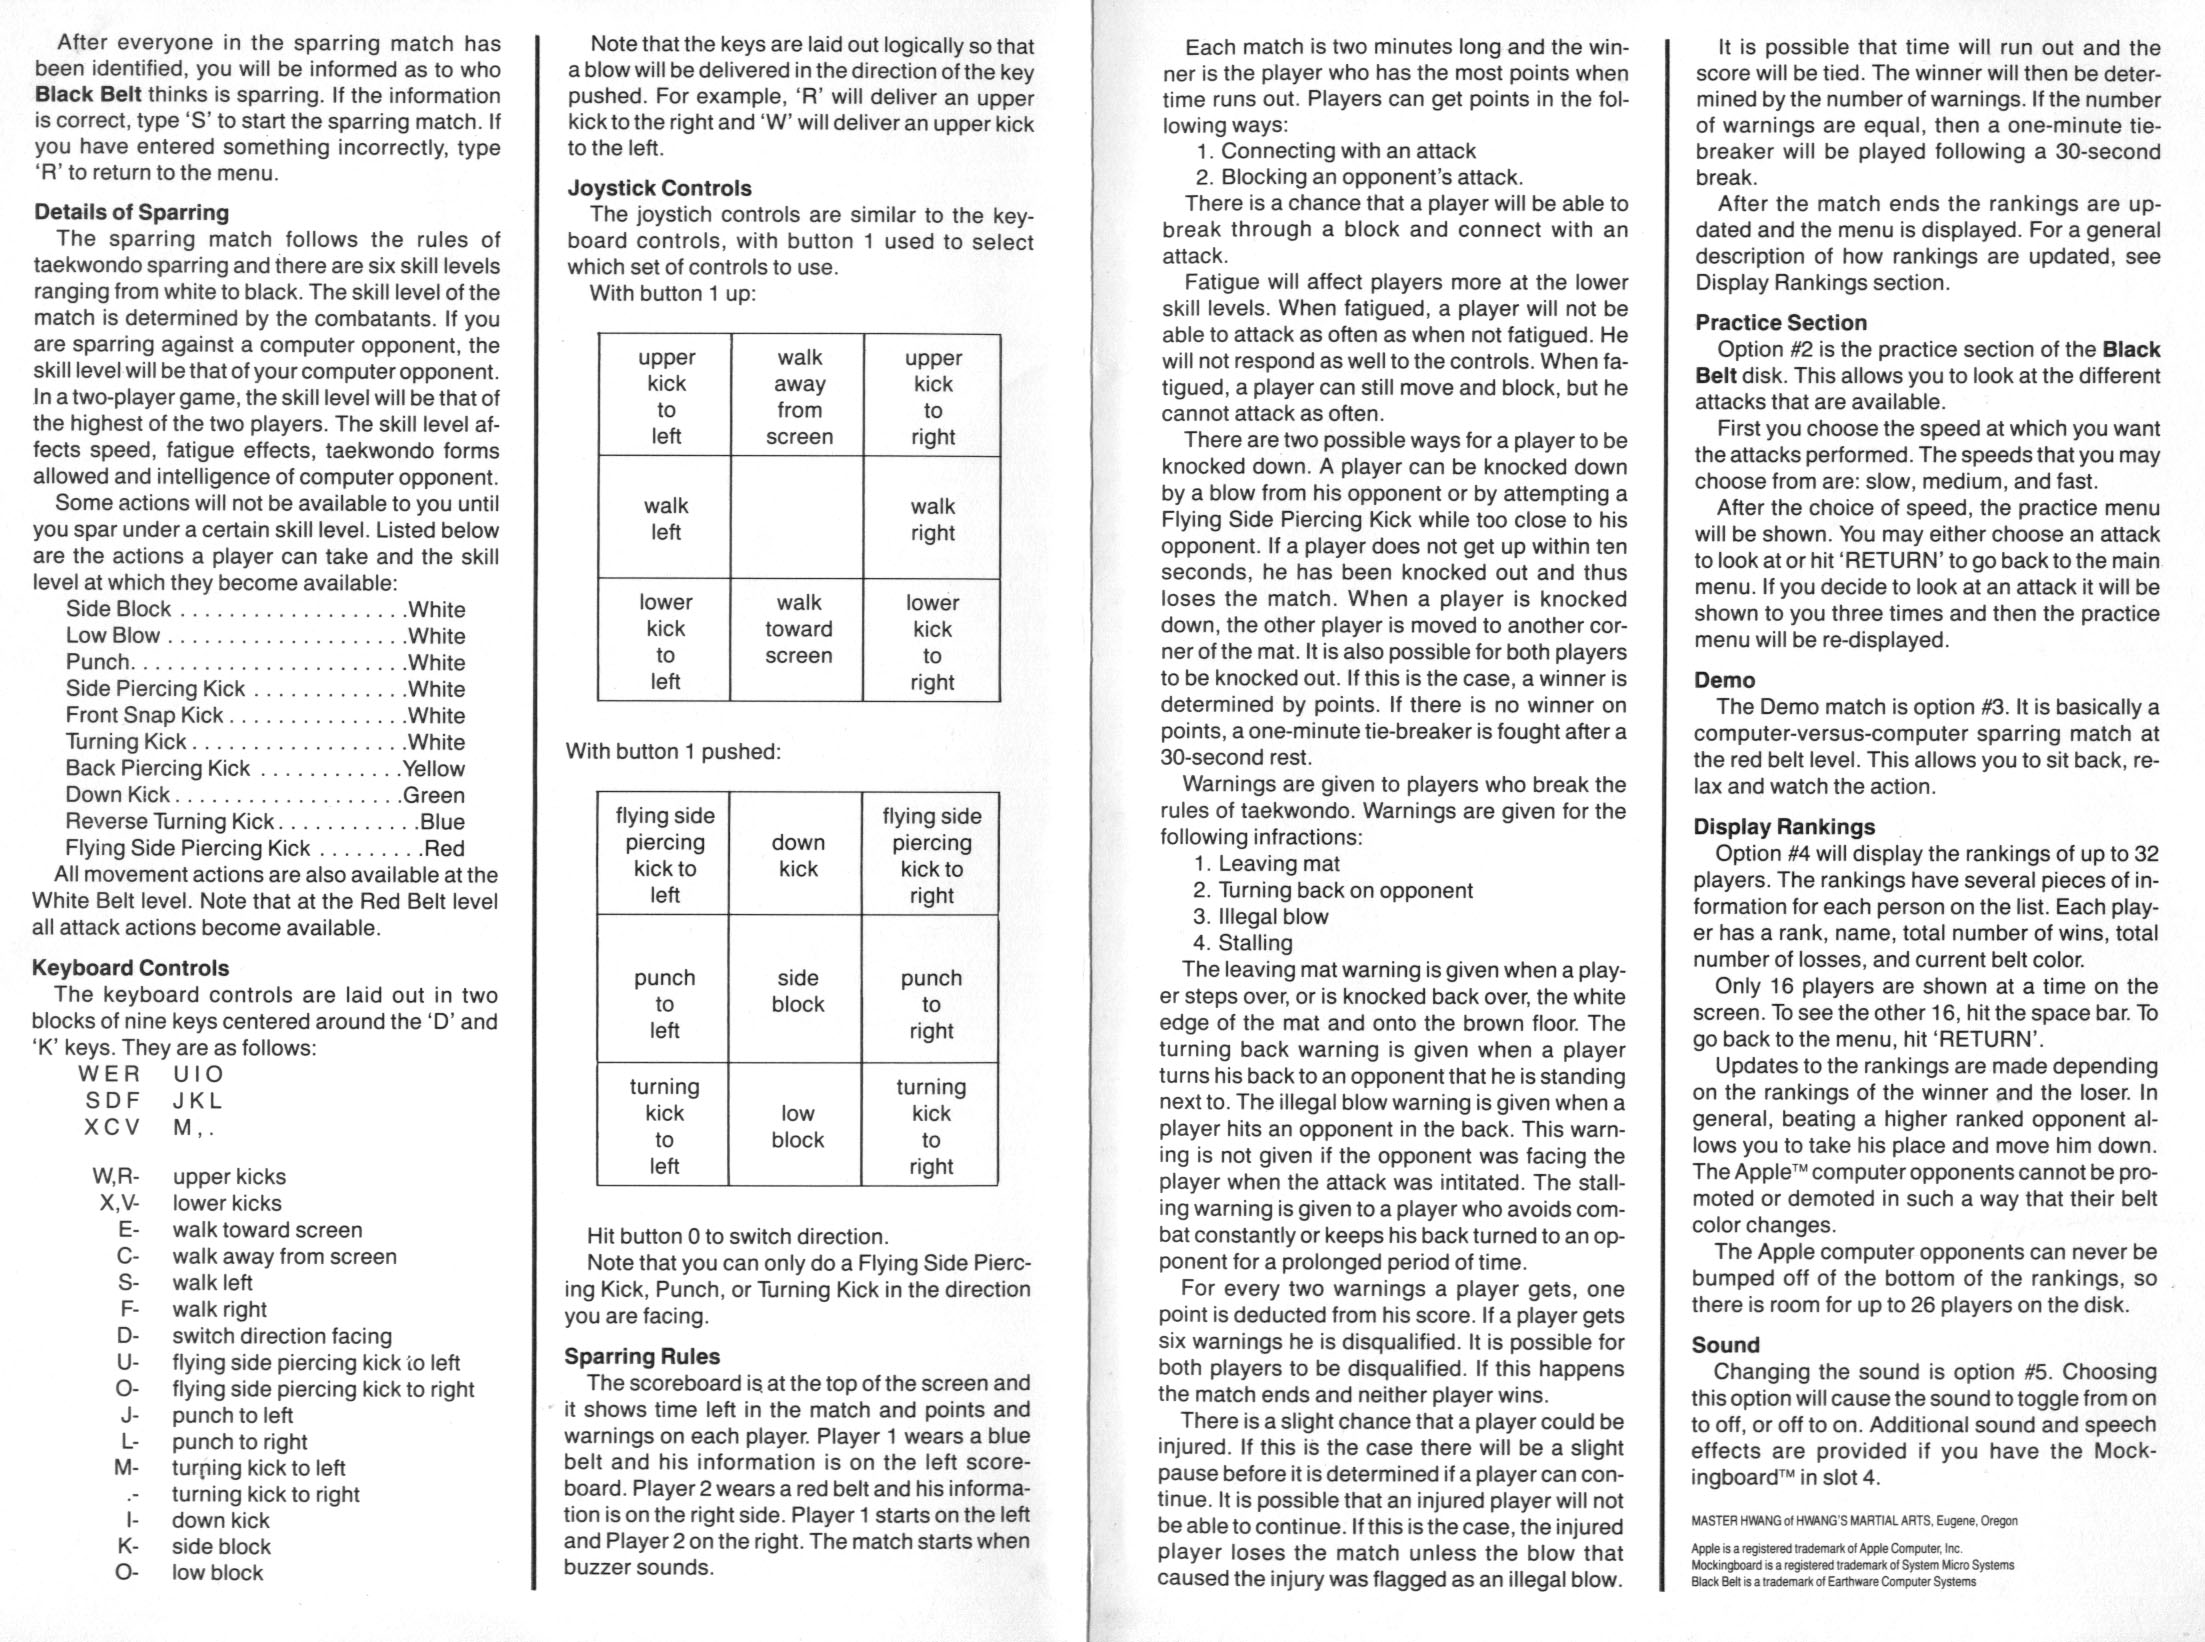 After everyone in the sparring match has
been identified, you will be informed as to who
Black Belt thinks is sparring. If the information
is correct, type ‘S’ to start the sparring match. If
you have entered something incorrectly, type
‘R’ to return to the menu.
Details of Sparring
The sparring match follows the rules of
taekwondo sparring and there are six skill levels
ranging from white to black. The skill level of the
match is determined by the combatants. If you
are sparring against a computer opponent, the
skill level will be that of your computer opponent.
In a two-player game, the skill level will be that of
the highest of the two players. The skill level af-
fects speed, fatigue effects, taekwondo forms
allowed and intelligence of computer opponent.
Some actions will not be available to you until
you spar under a certain skill level. Listed below
are the actions a player can take and the skill
level at which they become available:
Side Block . . . . . . . . . . . . . . . . . . .White
Low Blow . . . . . . . . . . . . . . . . . . . .White
Punch. . . . . . . . . . . . . . . . . . . . . . .White
Side Piercing Kick . . . . . . . . . . . . .White
Front Snap Kick . . . . . . . . . . . . . . .White
Turning Kick . . . . . . . . . . . . . . . . . .White
Back Piercing Kick . . . . . . . . . . . .Yellow
Down Kick. . . . . . . . . . . . . . . . . . .Green
Reverse Turning Kick. . . . . . . . . . . .Blue
Flying Side Piercing Kick . . . . . . . . .Red
All movement actions are also available at the
White Belt level. Note that at the Red Belt level
all attack actions become available.
Keyboard Controls
The keyboard controls are laid out in two
blocks of nine keys centered around the ‘D’ and
‘K’ keys. They are as follows:
W E R U I O
S D F J K L
X C V M , .
W,R- upper kicks
X,V- lower kicks
E- walk toward screen
C- walk away from screen
S- walk left
F- walk right
D- switch direction facing
U- flying side piercing kick to left
O- flying side piercing kick to right
J- punch to left
L- punch to right
M- turning kick to left
.- turning kick to right
I- down kick
K- side block
O- low block
Note that the keys are laid out logically so that
a blow will be delivered in the direction of the key
pushed. For example, ‘R’ will deliver an upper
kick to the right and ‘W’ will deliver an upper kick
to the left.
Joystick Controls
The joystich controls are similar to the key-
board controls, with button 1 used to select
which set of controls to use.
With button 1 up:
upper walk upper
kick away kick
to from to
left screen right
walk walk
left right
lower walk lower
kick toward kick
to screen to
left right
With button 1 pushed:
flying side flying side
piercing down piercing
kick to kick kick to
left right
punch side punch
to block to
left right
turning turning
kick low kick
to block to
left right
Hit button 0 to switch direction.
Note that you can only do a Flying Side Pierc-
ing Kick, Punch, or Turning Kick in the direction
you are facing.
Sparring Rules
The scoreboard is at the top of the screen and
it shows time left in the match and points and
warnings on each player. Player 1 wears a blue
belt and his information is on the left score-
board. Player 2 wears a red belt and his informa-
tion is on the right side. Player 1 starts on the left
and Player 2 on the right. The match starts when
buzzer sounds.
Each match is two minutes long and the win-
ner is the player who has the most points when
time runs out. Players can get points in the fol-
lowing ways:
1. Connecting with an attack
2. Blocking an opponent’s attack.
There is a chance that a player will be able to
break through a block and connect with an
attack.
Fatigue will affect players more at the lower
skill levels. When fatigued, a player will not be
able to attack as often as when not fatigued. He
will not respond as well to the controls. When fa-
tigued, a player can still move and block, but he
cannot attack as often.
There are two possible ways for a player to be
knocked down. A player can be knocked down
by a blow from his opponent or by attempting a
Flying Side Piercing Kick while too close to his
opponent. If a player does not get up within ten
seconds, he has been knocked out and thus
loses the match. When a player is knocked
down, the other player is moved to another cor-
ner of the mat. It is also possible for both players
to be knocked out. If this is the case, a winner is
determined by points. If there is no winner on
points, a one-minute tie-breaker is fought after a
30-second rest.
Warnings are given to players who break the
rules of taekwondo. Warnings are given for the
following infractions:
1. Leaving mat
2. Turning back on opponent
3. Illegal blow
4. Stalling
The leaving mat warning is given when a play-
er steps over, or is knocked back over, the white
edge of the mat and onto the brown floor. The
turning back warning is given when a player
turns his back to an opponent that he is standing
next to. The illegal blow warning is given when a
player hits an opponent in the back. This warn-
ing is not given if the opponent was facing the
player when the attack was intitated. The stall-
ing warning is given to a player who avoids com-
bat constantly or keeps his back turned to an op-
ponent for a prolonged period of time.
For every two warnings a player gets, one
point is deducted from his score. If a player gets
six warnings he is disqualified. It is possible for
both players to be disqualified. If this happens
the match ends and neither player wins.
There is a slight chance that a player could be
injured. If this is the case there will be a slight
pause before it is determined if a player can con-
tinue. It is possible that an injured player will not
be able to continue. If this is the case, the injured
player loses the match unless the blow that
caused the injury was flagged as an illegal blow.
It is possible that time will run out and the
score will be tied. The winner will then be deter-
mined by the number of warnings. If the number
of warnings are equal, then a one-minute tie-
breaker will be played following a 30-second
break.
After the match ends the rankings are up-
dated and the menu is displayed. For a general
description of how rankings are updated, see
Display Rankings section.
Practice Section
Option #2 is the practice section of the Black
Belt disk. This allows you to look at the different
attacks that are available.
First you choose the speed at which you want
the attacks performed. The speeds that you may
choose from are: slow, medium, and fast.
After the choice of speed, the practice menu
will be shown. You may either choose an attack
to look at or hit ‘RETURN’ to go back to the main
menu. If you decide to look at an attack it will be
shown to you three times and then the practice
menu will be re-displayed.
Demo
The Demo match is option #3. It is basically a
computer-versus-computer sparring match at
the red belt level. This allows you to sit back, re-
lax and watch the action.
Display Rankings
Option #4 will display the rankings of up to 32
players. The rankings have several pieces of in-
formation for each person on the list. Each play-
er has a rank, name, total number of wins, total
number of losses, and current belt color.
Only 16 players are shown at a time on the
screen. To see the other 16, hit the space bar. To
go back to the menu, hit ‘RETURN’.
Updates to the rankings are made depending
on the rankings of the winner and the loser. In
general, beating a higher ranked opponent al-
lows you to take his place and move him down.
The Apple™ computer opponents cannot be pro-
moted or demoted in such a way that their belt
color changes.
The Apple computer opponents can never be
bumped off of the bottom of the rankings, so
there is room for up to 26 players on the disk.
Sound
Changing the sound is option #5. Choosing
this option will cause the sound to toggle from on
to off, or off to on. Additional sound and speech
effects are provided if you have the Mock-
ingboard™ in slot 4.
MASTER HWANG of HWANG'S MARTIAL ARTS, Eugene, Oregon
Apple is a registered trademark of Apple Computer, Inc.
Mockingboard is a registered trademark of System Micro Systems
Black Belt is a trademark of Earthware Computer Systems